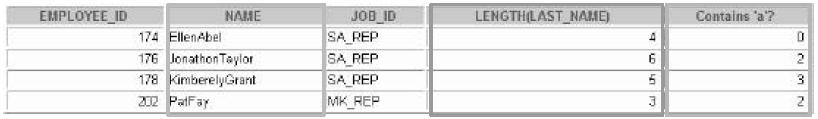 EMPLOYEE_ID NAME JOB_ID LENGTH(LAST_NAME) Contains 'a'?
174 EllenAbel SA_REP 4 0
176 JonathonTaylor SA_REP 6 2
178 KimberelyGrant SA_REP 5 3
202 PatFay MK_REP 3 2